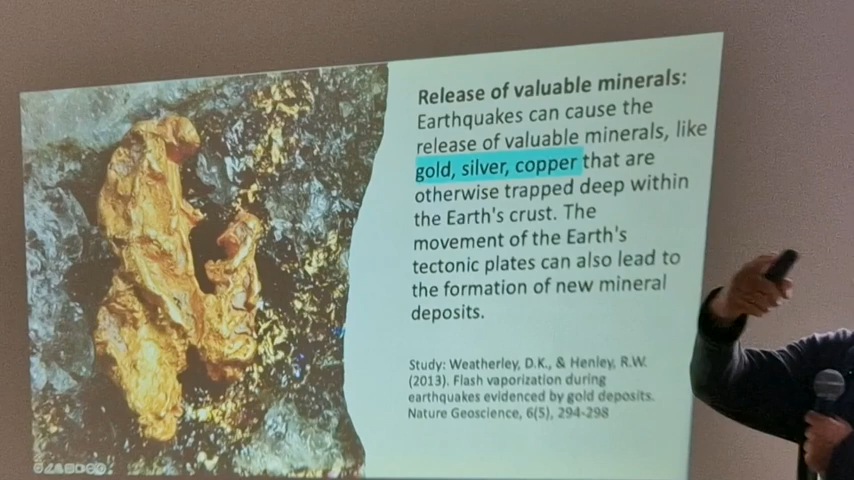 Release of valuable minerals:
Earthquakes can cause the
release of valuable minerals, like
gold, silver, copper that are
otherwise trapped deep within
the Earth's crust. The
movement of the Earth's
tectonic plates can also lead to
the formation of new mineral
deposits.
Study: Weatherley, D.K., & Henley, R.W.
(2013). Flash vaporization during
earthquakes evidenced by gold deposits.
Nature Geoscience, 6(5), 294-298